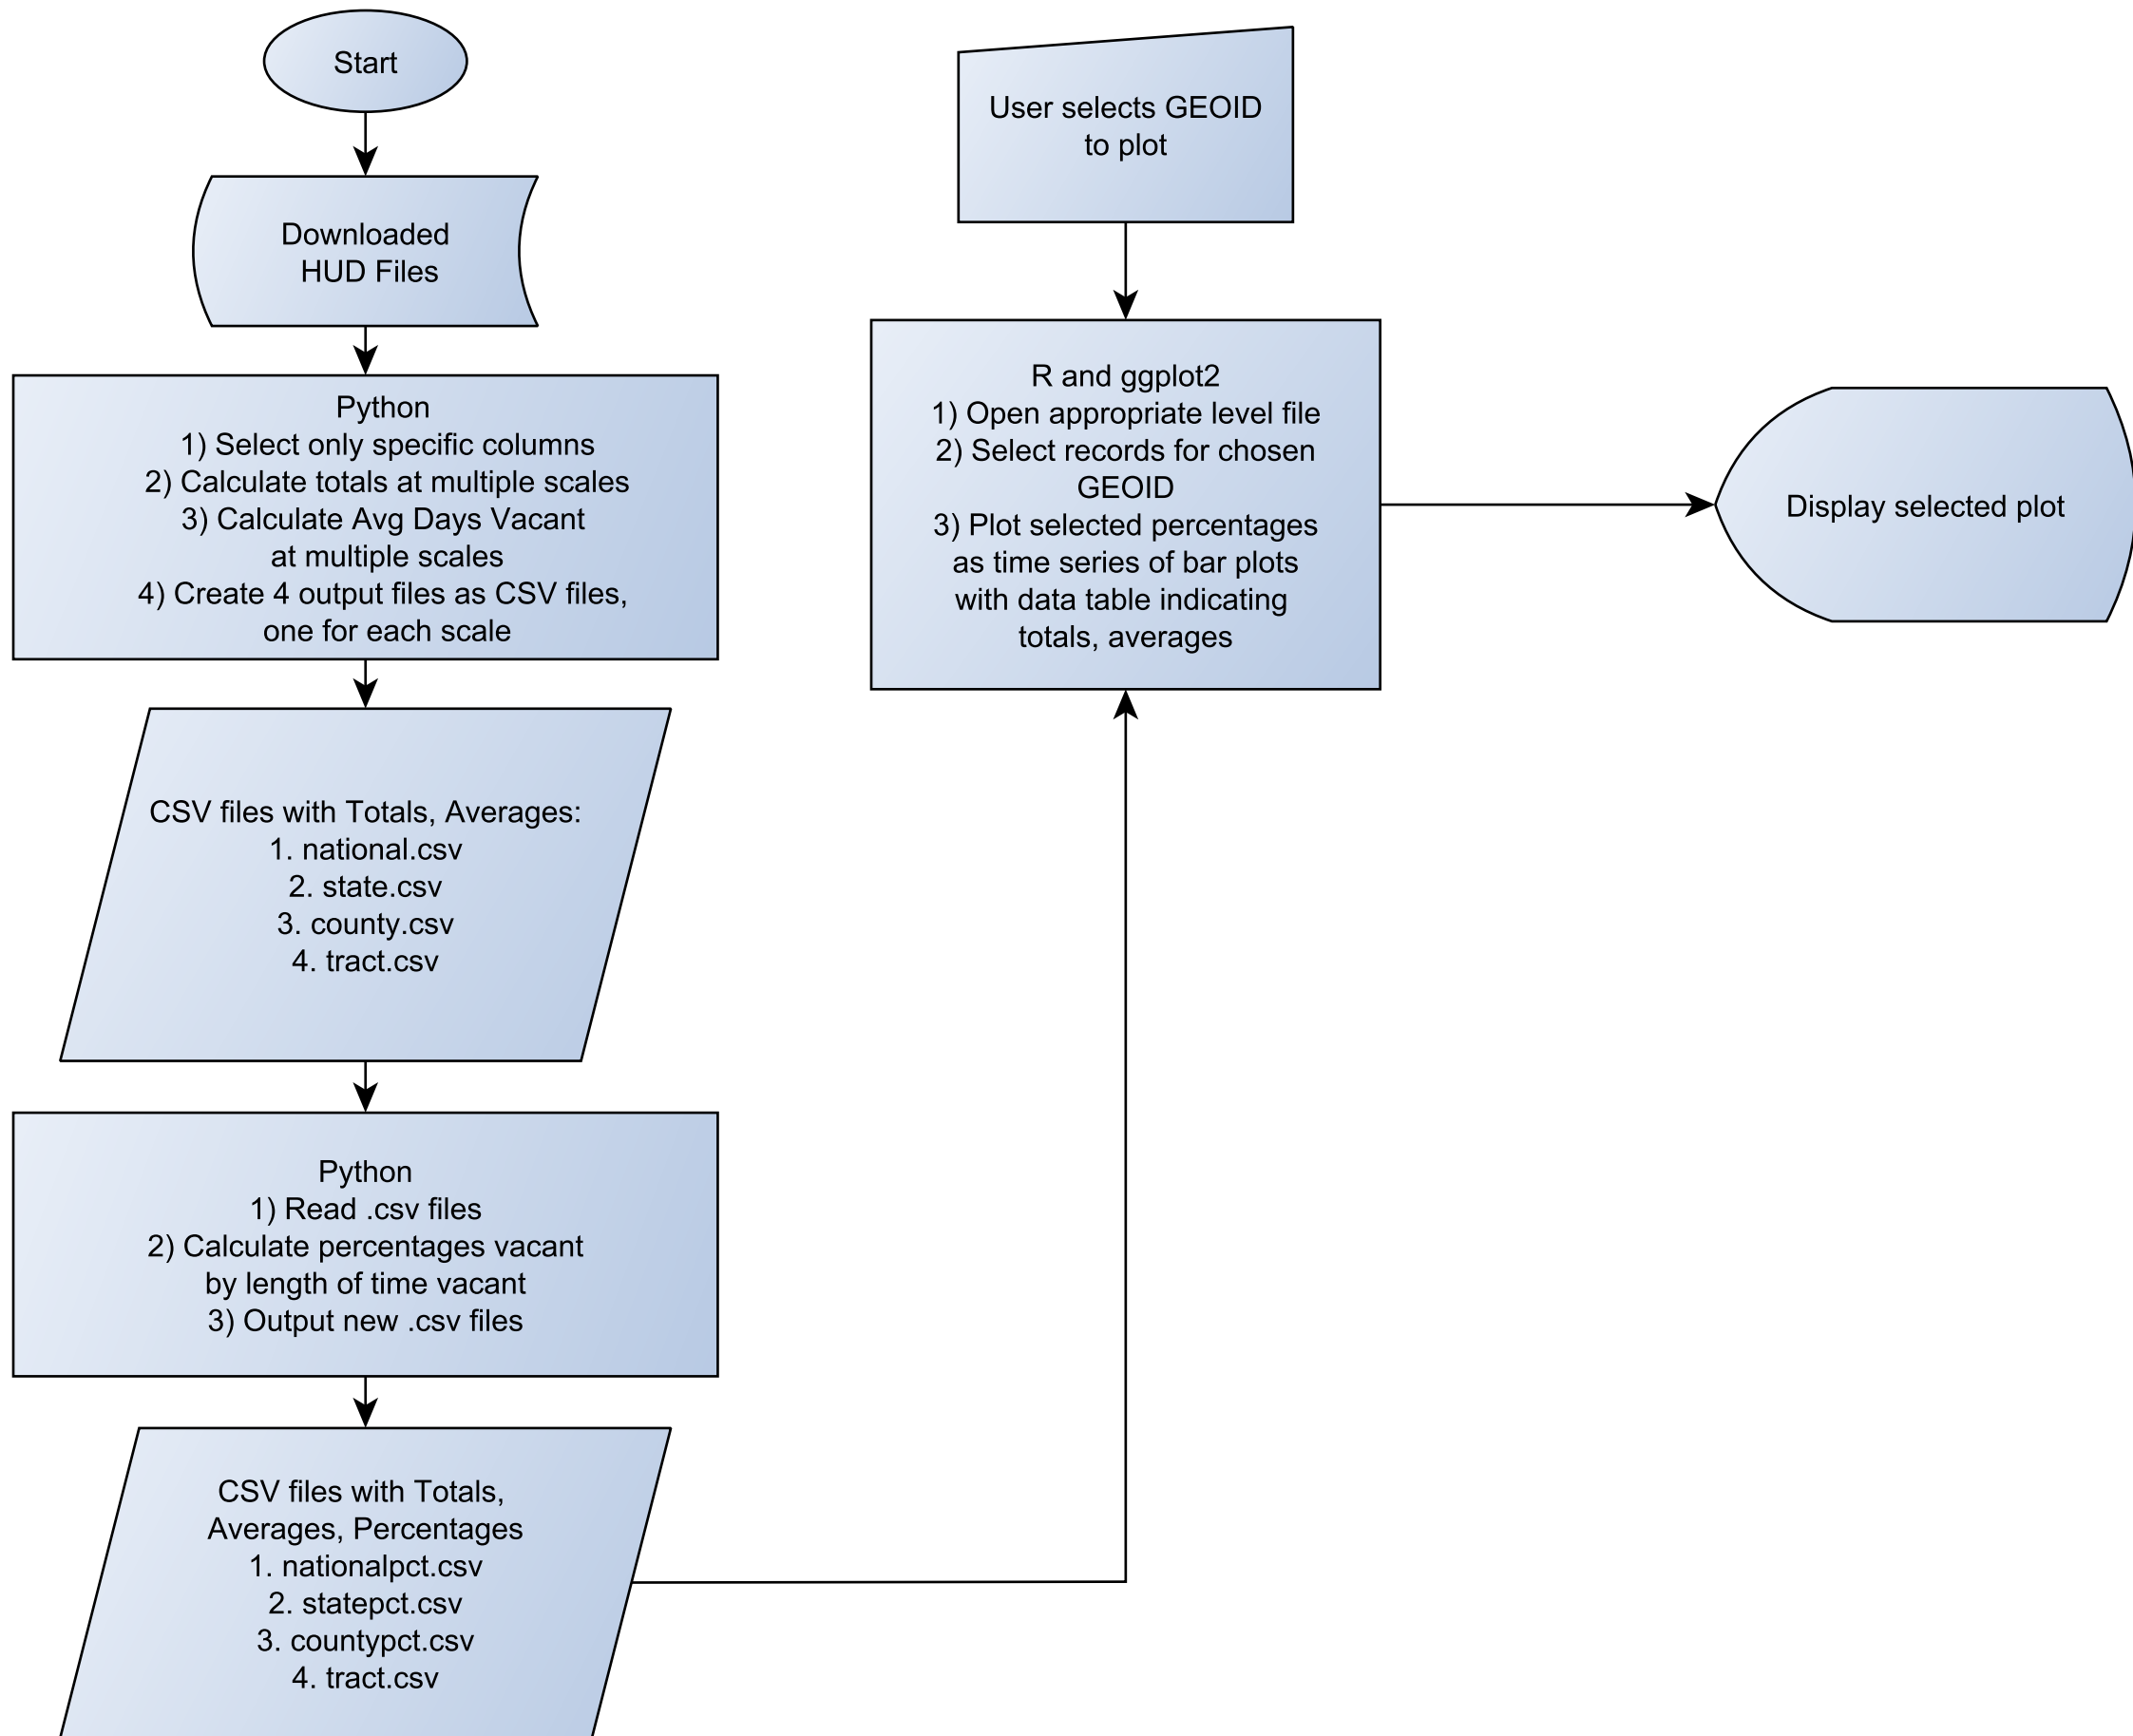 Start
Downloaded
HUD Files
Python
1) Select only specific columns
2) Calculate totals at multiple scales
3) Calculate Avg Days Vacant
at multiple scales
4) Create 4 output files as CSV files,
one for each scale
CSV files with Totals, Averages:
1. national.csv
2. state.csv
3. county.csv
4. tract.csv
Python
1) Read .csv files
2) Calculate percentages vacant
by length of time vacant
3) Output new .csv files
CSV files with Totals,
Averages, Percentages
1. nationalpct.csv
2. statepct.csv
3. countypct.csv
4. tract.csv
User selects GEOID
to plot
R and ggplot2
1) Open appropriate level file
2) Select records for chosen
GEOID
3) Plot selected percentages
as time series of bar plots
with data table indicating
totals, averages
Display selected plot